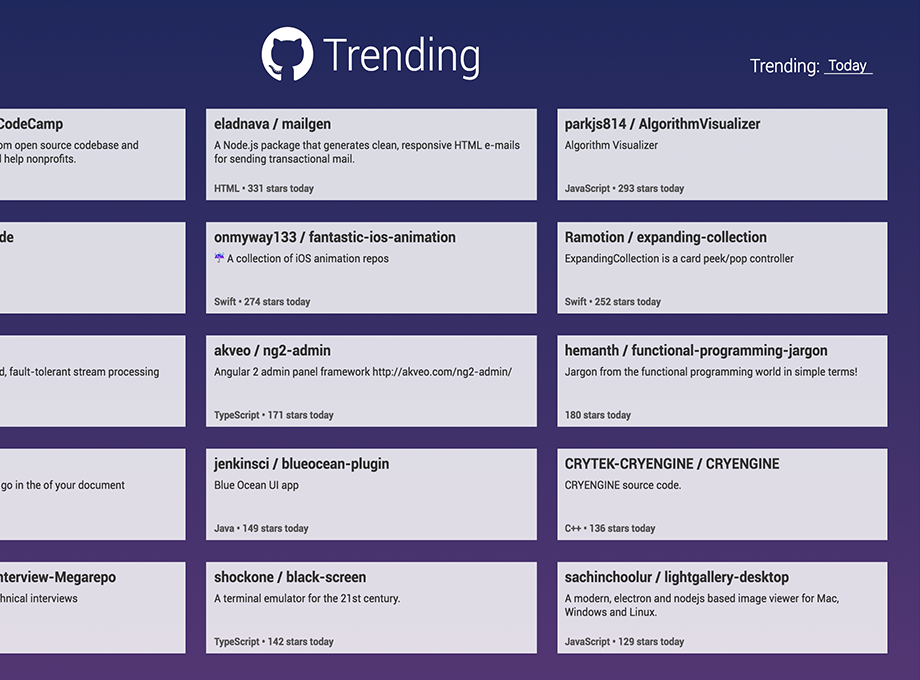 Trending
Trending: Today
CodeCamp
open source codebase and
help nonprofits.
eladnava / mailgen
A Node.js package that generates clean, responsive HTML e-mails
for sending transactional mail.
HTML • 331 stars today
parkjs814 / AlgorithmVisualizer
Algorithm Visualizer
JavaScript • 293 stars today
onmyway133 / fantastic-ios-animation
☔ A collection of iOS animation repos
Swift • 274 stars today
Ramotion / expanding-collection
ExpandingCollection is a card peek/pop controller
Swift • 252 stars today
fault-tolerant stream processing
akveo / ng2-admin
Angular 2 admin panel framework http://akveo.com/ng2-admin/
TypeScript • 171 stars today
hemanth / functional-programming-jargon
Jargon from the functional programming world in simple terms!
180 stars today
go in the of your document
jenkinsci / blueocean-plugin
Blue Ocean UI app
Java • 149 stars today
CRYTEK-CRYENGINE / CRYENGINE
CRYENGINE source code.
C++ • 136 stars today
nterview-Megarepo
hnical interviews
shockone / black-screen
A terminal emulator for the 21st century.
TypeScript • 142 stars today
sachinchoolur / lightgallery-desktop
A modern, electron and nodejs based image viewer for Mac,
Windows and Linux.
JavaScript • 129 stars today